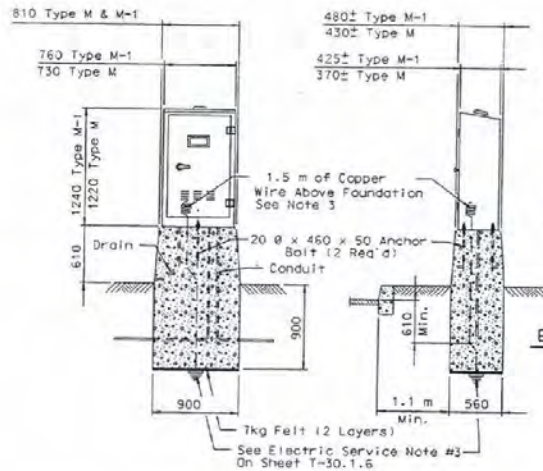 810 Type M & M-1
760 Type M-1
730 Type M
480± Type M-1
430± Type M
425± Type M-1
370± Type M
1240 Type M-1
1220 Type M
610
1.5 m of Copper
Wire Above Foundation
See Note 3
Drain
20 Ø x 460 x 50 Anchor
Bolt (2 Req'd)
Conduit
900
610
Min.
900
1.1 m
Min.
560
7kg Felt (2 Layers)
See Electric Service Note #3
On Sheet T-30.1.6